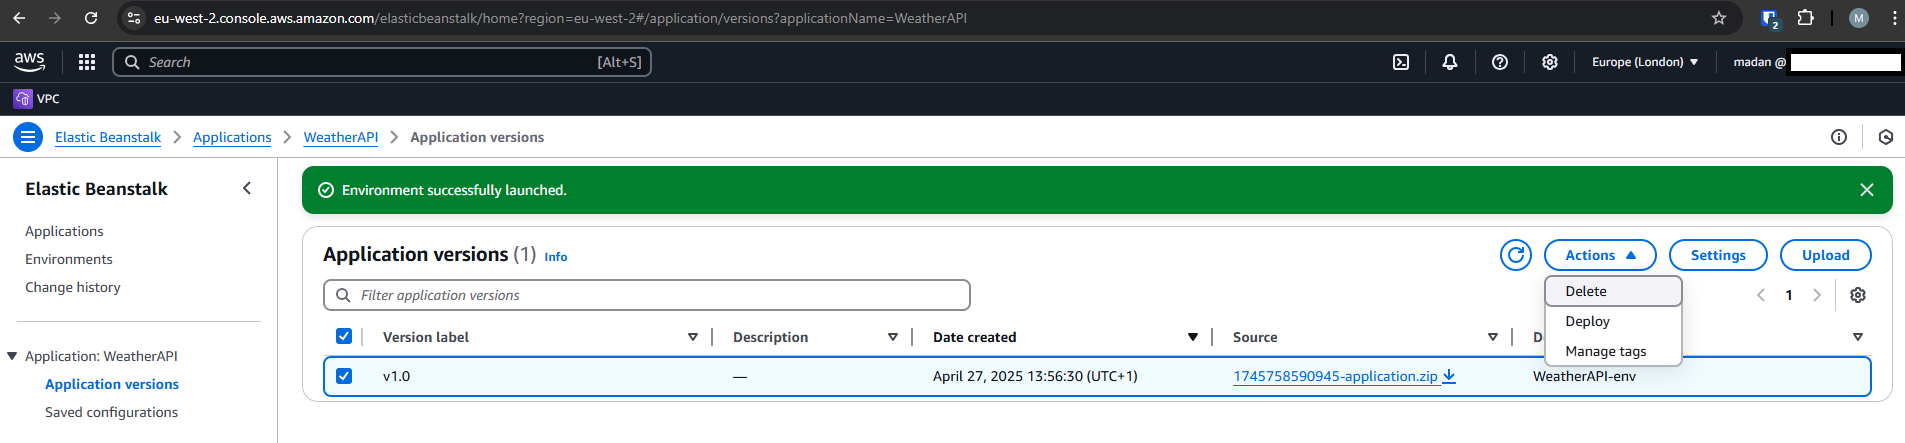 eu-west-2.console.aws.amazon.com/elasticbeanstalk/home?region=eu-west-2#/application/versions?applicationName=WeatherAPI
2
M
aws
Search
[Alt+S]
Europe (London)
madan @
VPC
Elastic Beanstalk
Applications
WeatherAPI
Application versions
Elastic Beanstalk
Applications
Environments
Change history
Application: WeatherAPI
Application versions
Saved configurations
Environment successfully launched.
Application versions (1) Info
Actions
Settings
Upload
Delete
Deploy
Manage tags
Filter application versions
1
Version label
Description
Date created
Source
D
v1.0
—
April 27, 2025 13:56:30 (UTC+1)
1745758590945-application.zip
WeatherAPI-env